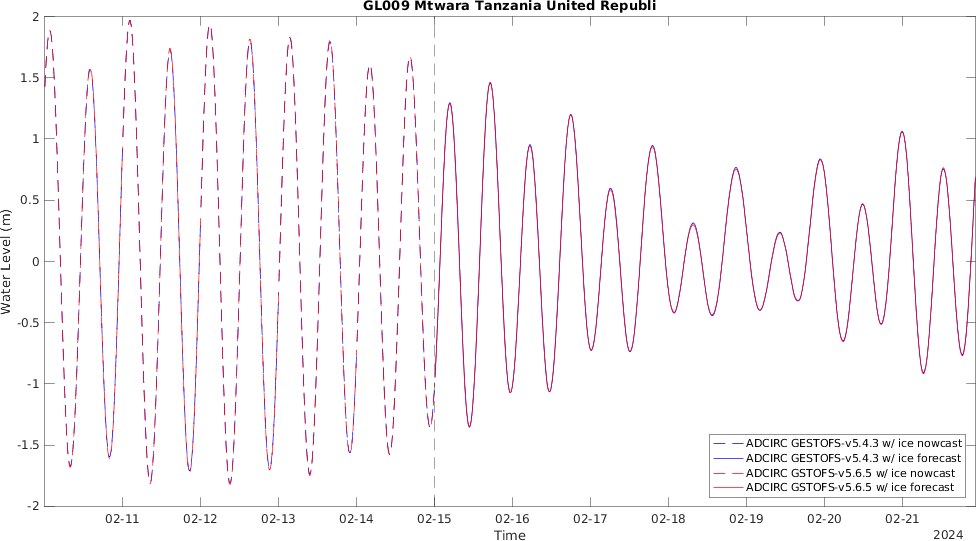 GL009 Mtwara Tanzania United Republi
Water Level (m)
2
1.5
1
0.5
0
-0.5
-1
-1.5
-2
ADCIRC GESTOFS-v5.4.3 w/ ice nowcast
ADCIRC GESTOFS-v5.4.3 w/ ice forecast
ADCIRC GSTOFS-v5.6.5 w/ ice nowcast
ADCIRC GSTOFS-v5.6.5 w/ ice forecast
02-11 02-12 02-13 02-14 02-15 02-16 02-17 02-18 02-19 02-20 02-21
Time
2024